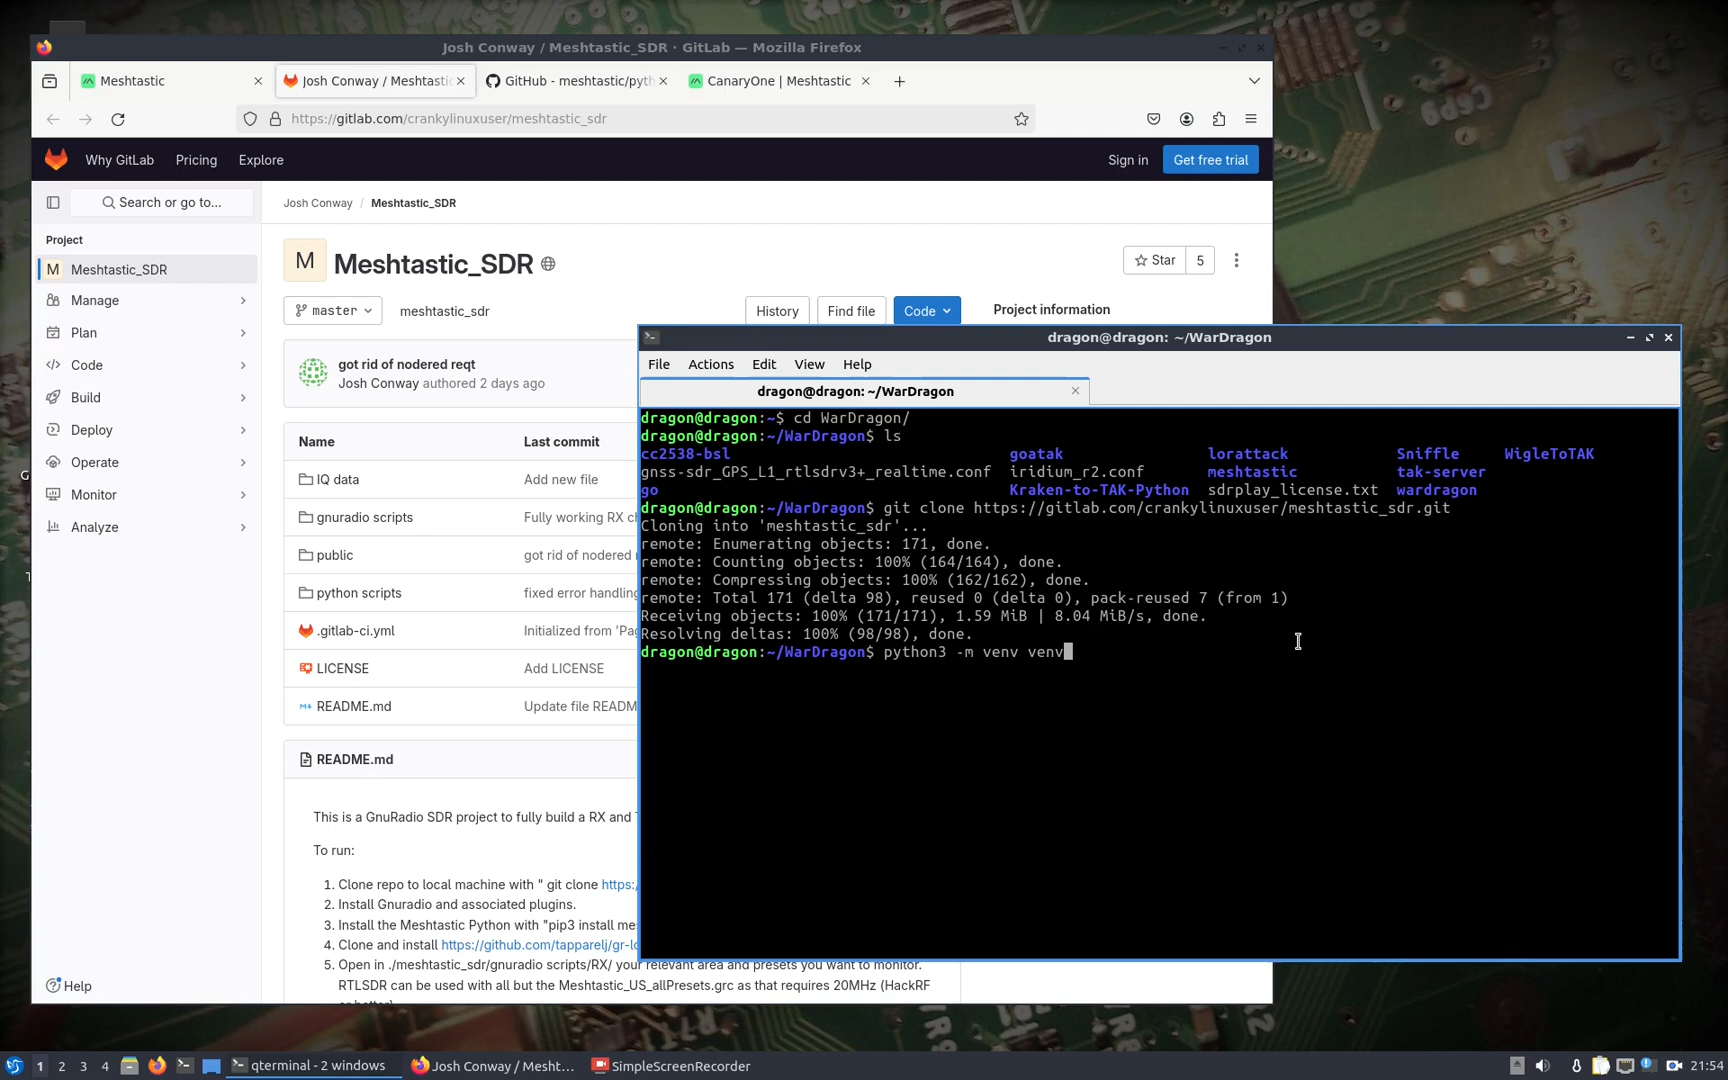 Josh Conway / Meshtastic_SDR · GitLab — Mozilla Firefox
Meshtastic
Josh Conway / Meshtastic
GitHub - meshtastic/pyth
CanaryOne | Meshtastic
https://gitlab.com/crankylinuxuser/meshtastic_sdr
Why GitLab
Pricing
Explore
Sign in
Get free trial
Search or go to...
Josh Conway / Meshtastic_SDR
Project
M Meshtastic_SDR
Manage
Plan
Code
Build
Deploy
Operate
Monitor
Analyze
Help
M
Meshtastic_SDR
Star 5
master
meshtastic_sdr
History
Find file
Code
Project information
got rid of nodered reqt
Josh Conway authored 2 days ago
Name Last commit
IQ data Add new file
gnuradio scripts Fully working RX ch
public got rid of nodered r
python scripts fixed error handling
.gitlab-ci.yml Initialized from 'Pag
LICENSE Add LICENSE
README.md Update file README
README.md
This is a GnuRadio SDR project to fully build a RX and T
To run:
1. Clone repo to local machine with " git clone https:/
2. Install Gnuradio and associated plugins.
3. Install the Meshtastic Python with "pip3 install mes
4. Clone and install https://github.com/tapparelj/gr-lo
5. Open in ./meshtastic_sdr/gnuradio scripts/RX/ your relevant area and presets you want to monitor.
RTLSDR can be used with all but the Meshtastic_US_allPresets.grc as that requires 20MHz (HackRF
dragon@dragon: ~/WarDragon
File Actions Edit View Help
dragon@dragon: ~/WarDragon
dragon@dragon:~$ cd WarDragon/
dragon@dragon:~/WarDragon$ ls
cc2538-bsl goatak lorattack Sniffle WigleToTAK
gnss-sdr_GPS_L1_rtlsdrv3+_realtime.conf iridium_r2.conf meshtastic tak-server
go Kraken-to-TAK-Python sdrplay_license.txt wardragon
dragon@dragon:~/WarDragon$ git clone https://gitlab.com/crankylinuxuser/meshtastic_sdr.git
Cloning into 'meshtastic_sdr'...
remote: Enumerating objects: 171, done.
remote: Counting objects: 100% (164/164), done.
remote: Compressing objects: 100% (162/162), done.
remote: Total 171 (delta 98), reused 0 (delta 0), pack-reused 7 (from 1)
Receiving objects: 100% (171/171), 1.59 MiB | 8.04 MiB/s, done.
Resolving deltas: 100% (98/98), done.
dragon@dragon:~/WarDragon$ python3 -m venv venv
1 2 3 4
qterminal - 2 windows
Josh Conway / Mesht...
SimpleScreenRecorder
21:54